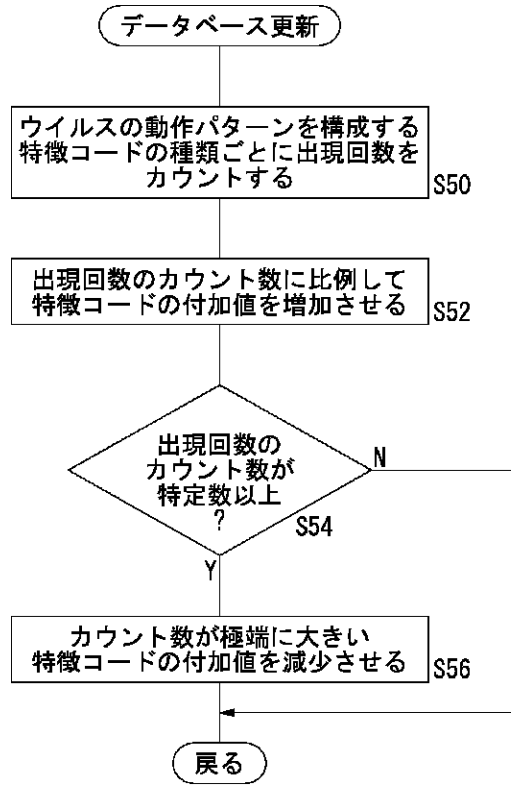 データベース更新
ウイルスの動作パターンを構成する
特徴コードの種類ごとに出現回数を
カウントする
S50
出現回数のカウント数に比例して
特徴コードの付加値を増加させる
S52
出現回数の
カウント数が
特定数以上
?
N
S54
Y
カウント数が極端に大きい
特徴コードの付加値を減少させる
S56
戻る